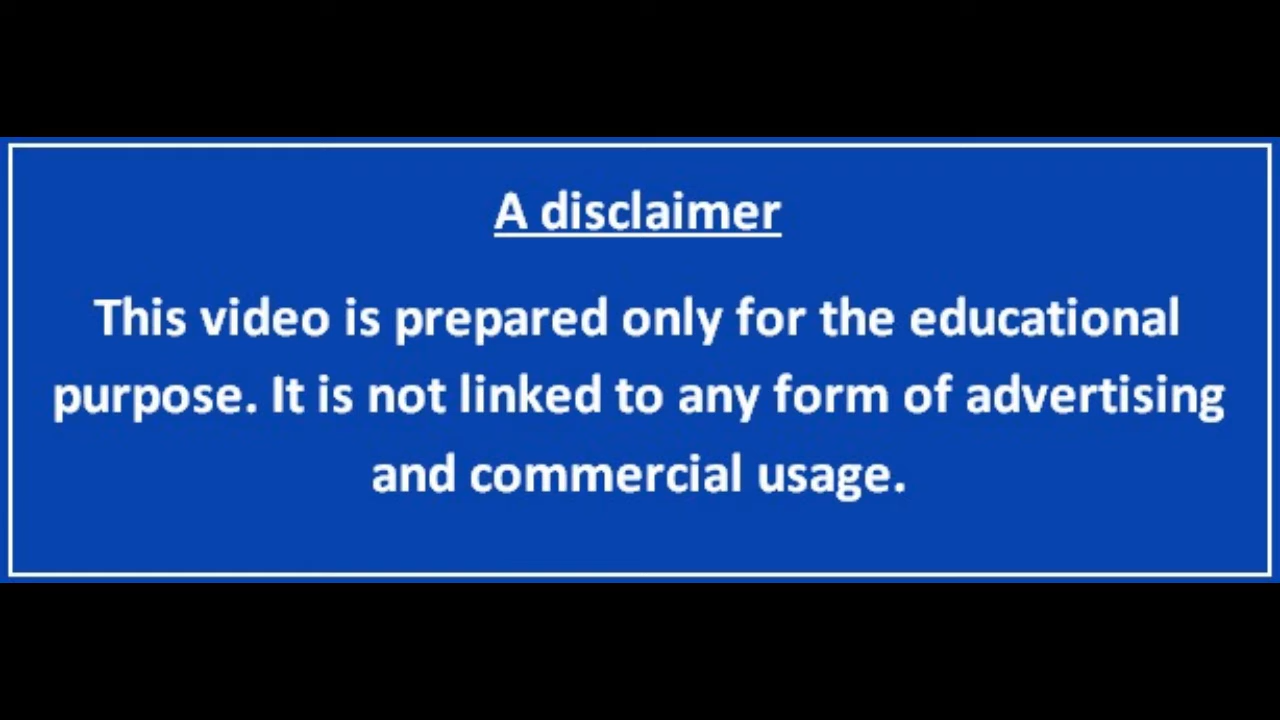 A disclaimer
This video is prepared only for the educational
purpose. It is not linked to any form of advertising
and commercial usage.